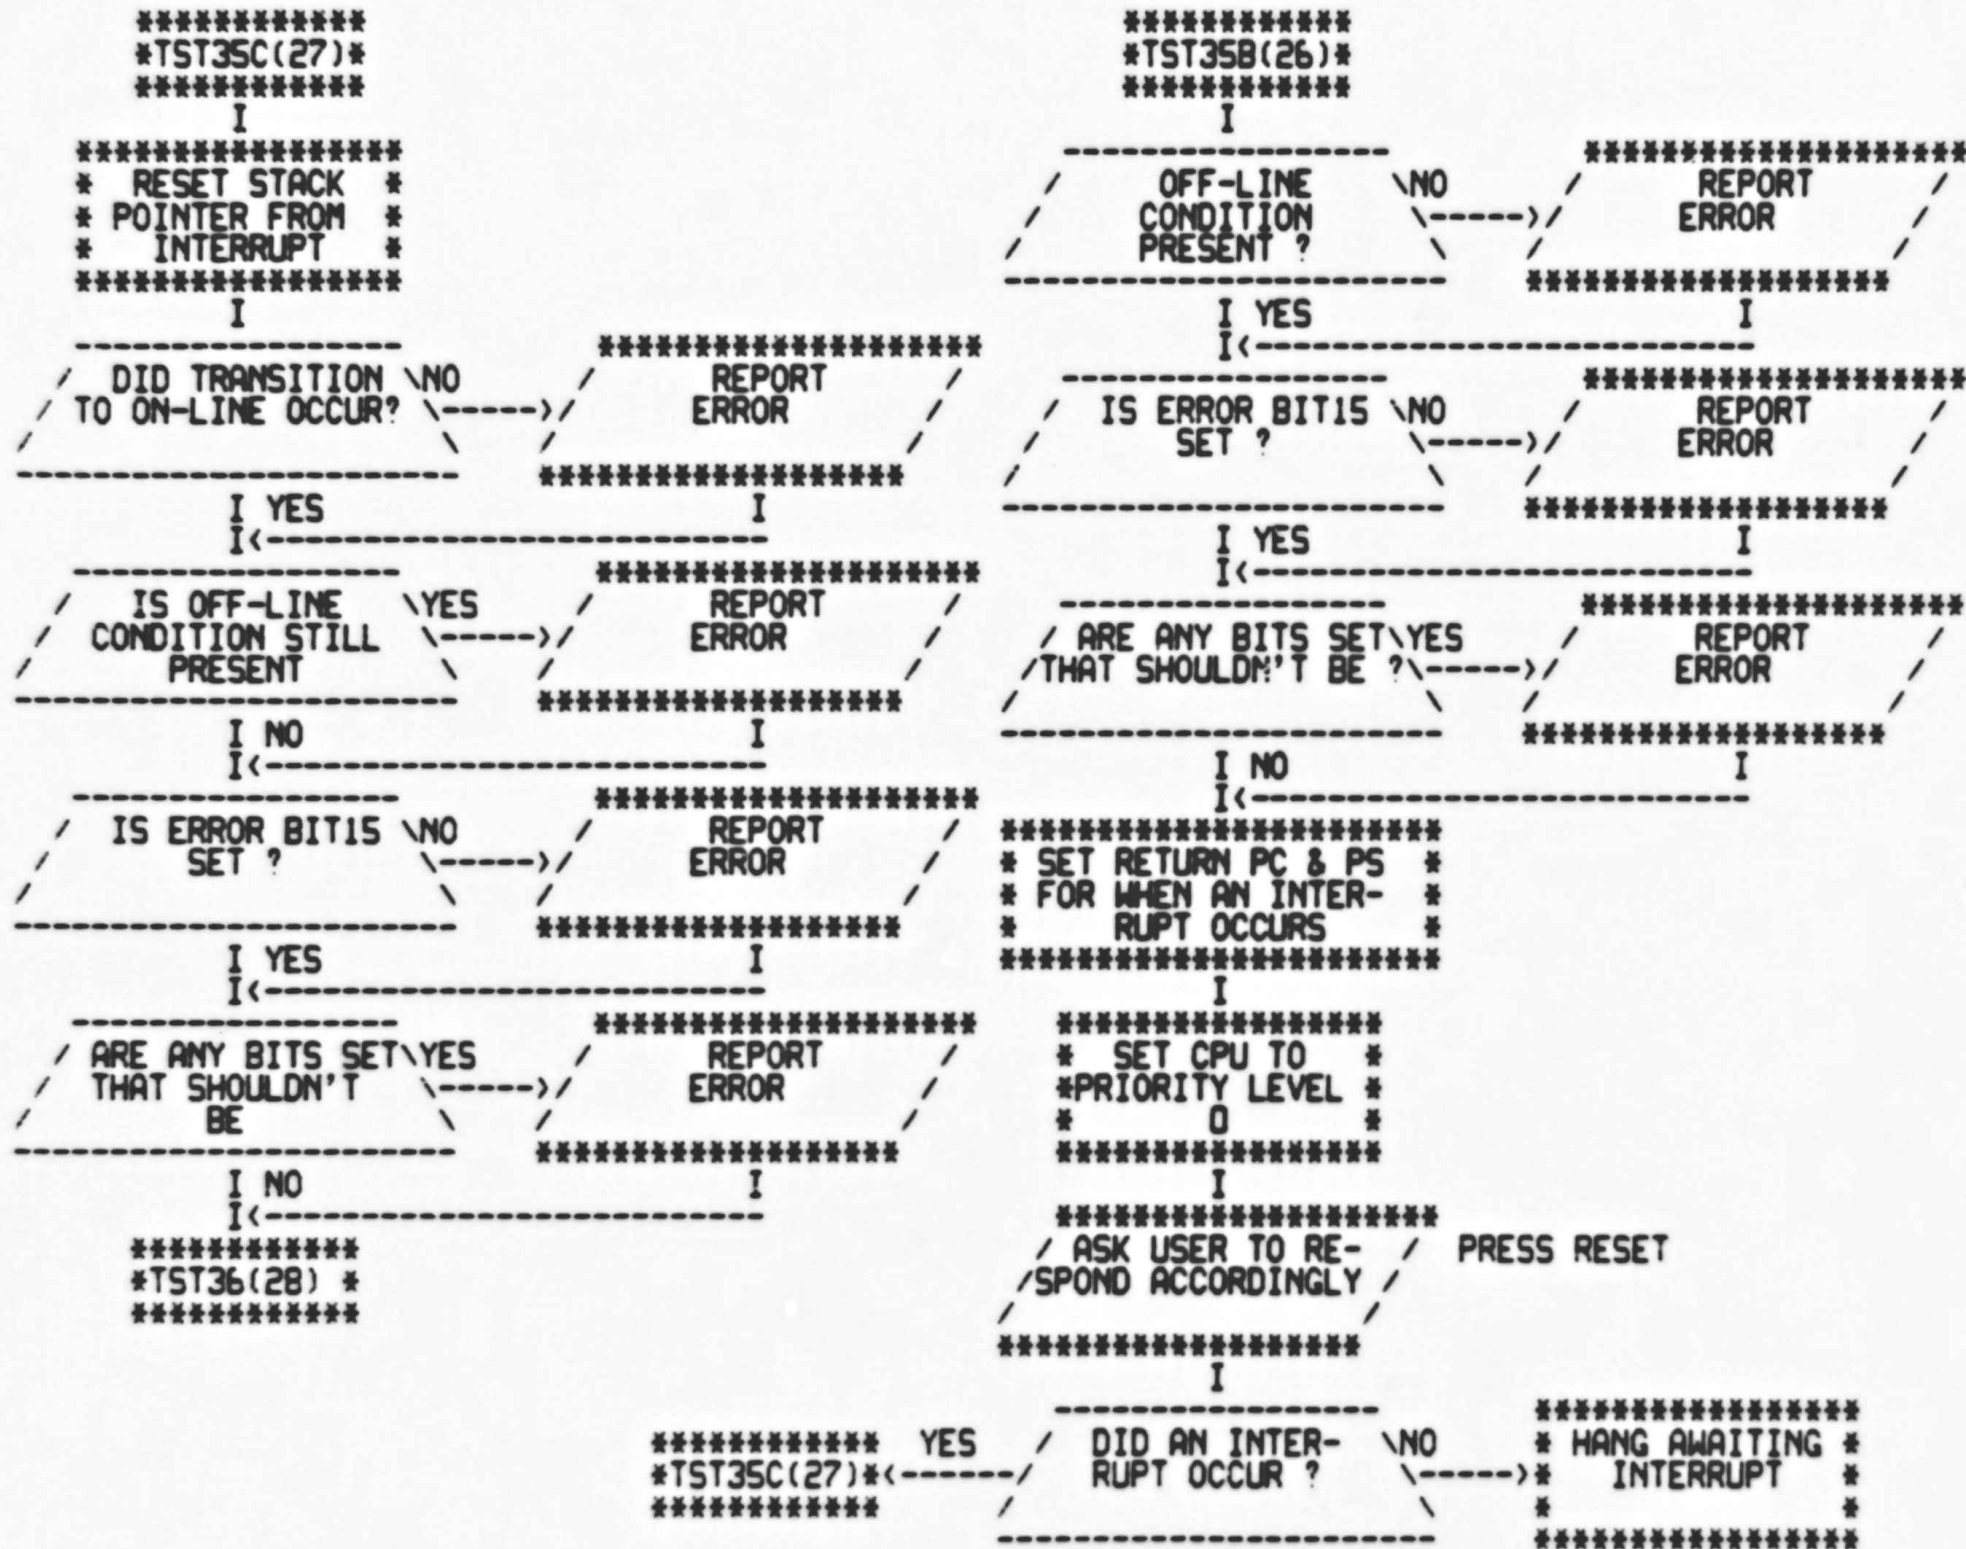 *TST35C(27)*
RESET STACK
POINTER FROM
INTERRUPT
DID TRANSITION
TO ON-LINE OCCUR?
NO
REPORT
ERROR
YES
IS OFF-LINE
CONDITION STILL
PRESENT
YES
REPORT
ERROR
NO
IS ERROR BIT15
SET ?
NO
REPORT
ERROR
YES
ARE ANY BITS SET
THAT SHOULDN'T
BE
YES
REPORT
ERROR
NO
*TST36(28) *
*TST35B(26)*
OFF-LINE
CONDITION
PRESENT ?
NO
REPORT
ERROR
YES
IS ERROR BIT15
SET ?
NO
REPORT
ERROR
YES
ARE ANY BITS SET
THAT SHOULDN'T BE ?
YES
REPORT
ERROR
NO
SET RETURN PC & PS
FOR WHEN AN INTER-
RUPT OCCURS
SET CPU TO
PRIORITY LEVEL
0
ASK USER TO RE-
SPOND ACCORDINGLY
PRESS RESET
DID AN INTER-
RUPT OCCUR ?
YES
*TST35C(27)*
NO
HANG AWAITING
INTERRUPT